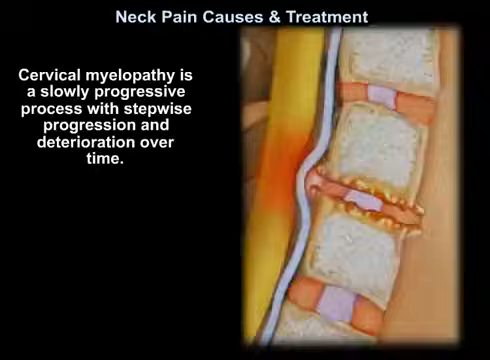 Neck Pain Causes & Treatment
Cervical myelopathy is
a slowly progressive
process with stepwise
progression and
deterioration over
time.